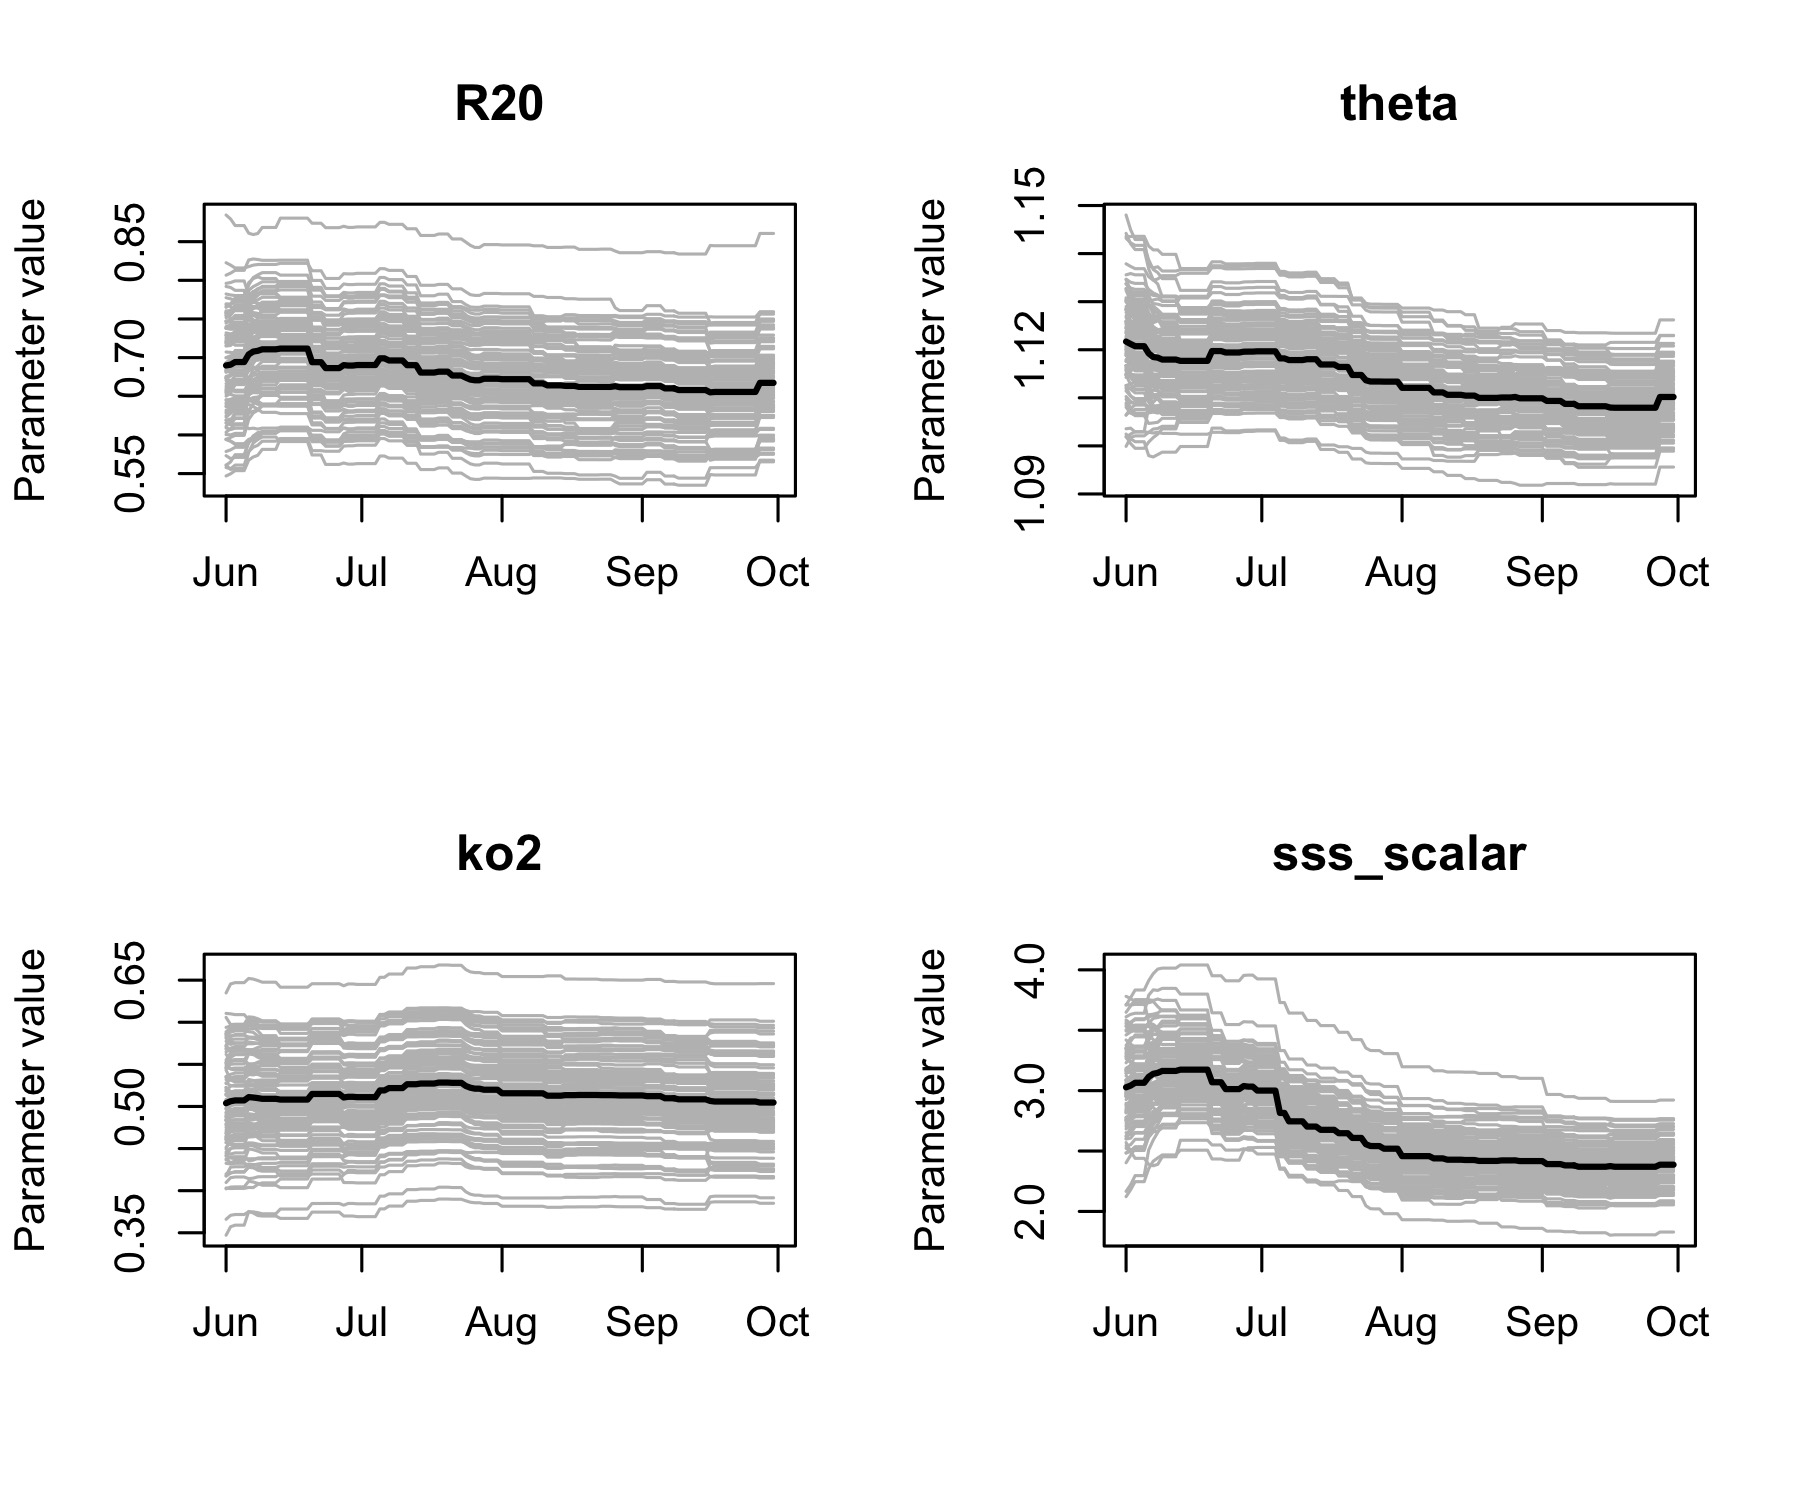 R20
Parameter value
0.85
0.70
0.55
Jun Jul Aug Sep Oct
theta
Parameter value
1.15
1.12
1.09
Jun Jul Aug Sep Oct
ko2
Parameter value
0.65
0.50
0.35
Jun Jul Aug Sep Oct
sss_scalar
Parameter value
4.0
3.0
2.0
Jun Jul Aug Sep Oct